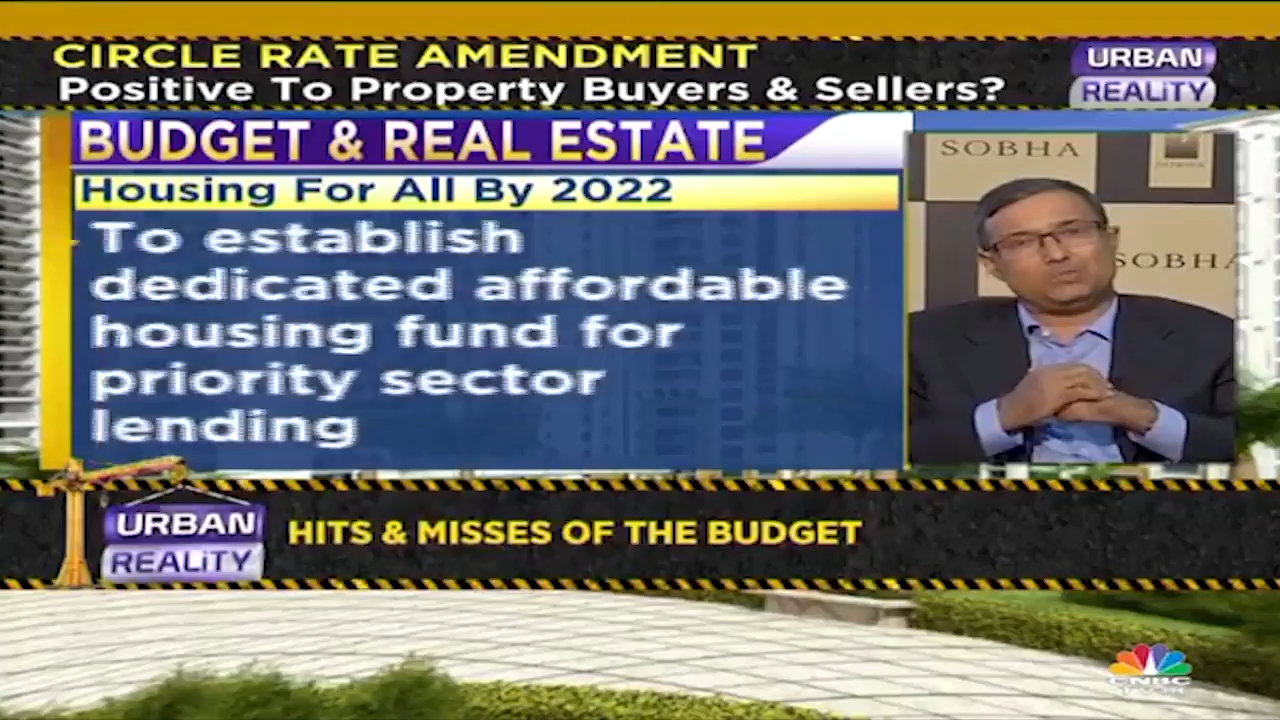 CIRCLE RATE AMENDMENT
Positive To Property Buyers & Sellers?
URBAN
REALiTY
BUDGET & REAL ESTATE
Housing For All By 2022
To establish
dedicated affordable
housing fund for
priority sector
lending
SOBHA
SOBHA
URBAN
REALiTY
HITS & MISSES OF THE BUDGET
CNBC